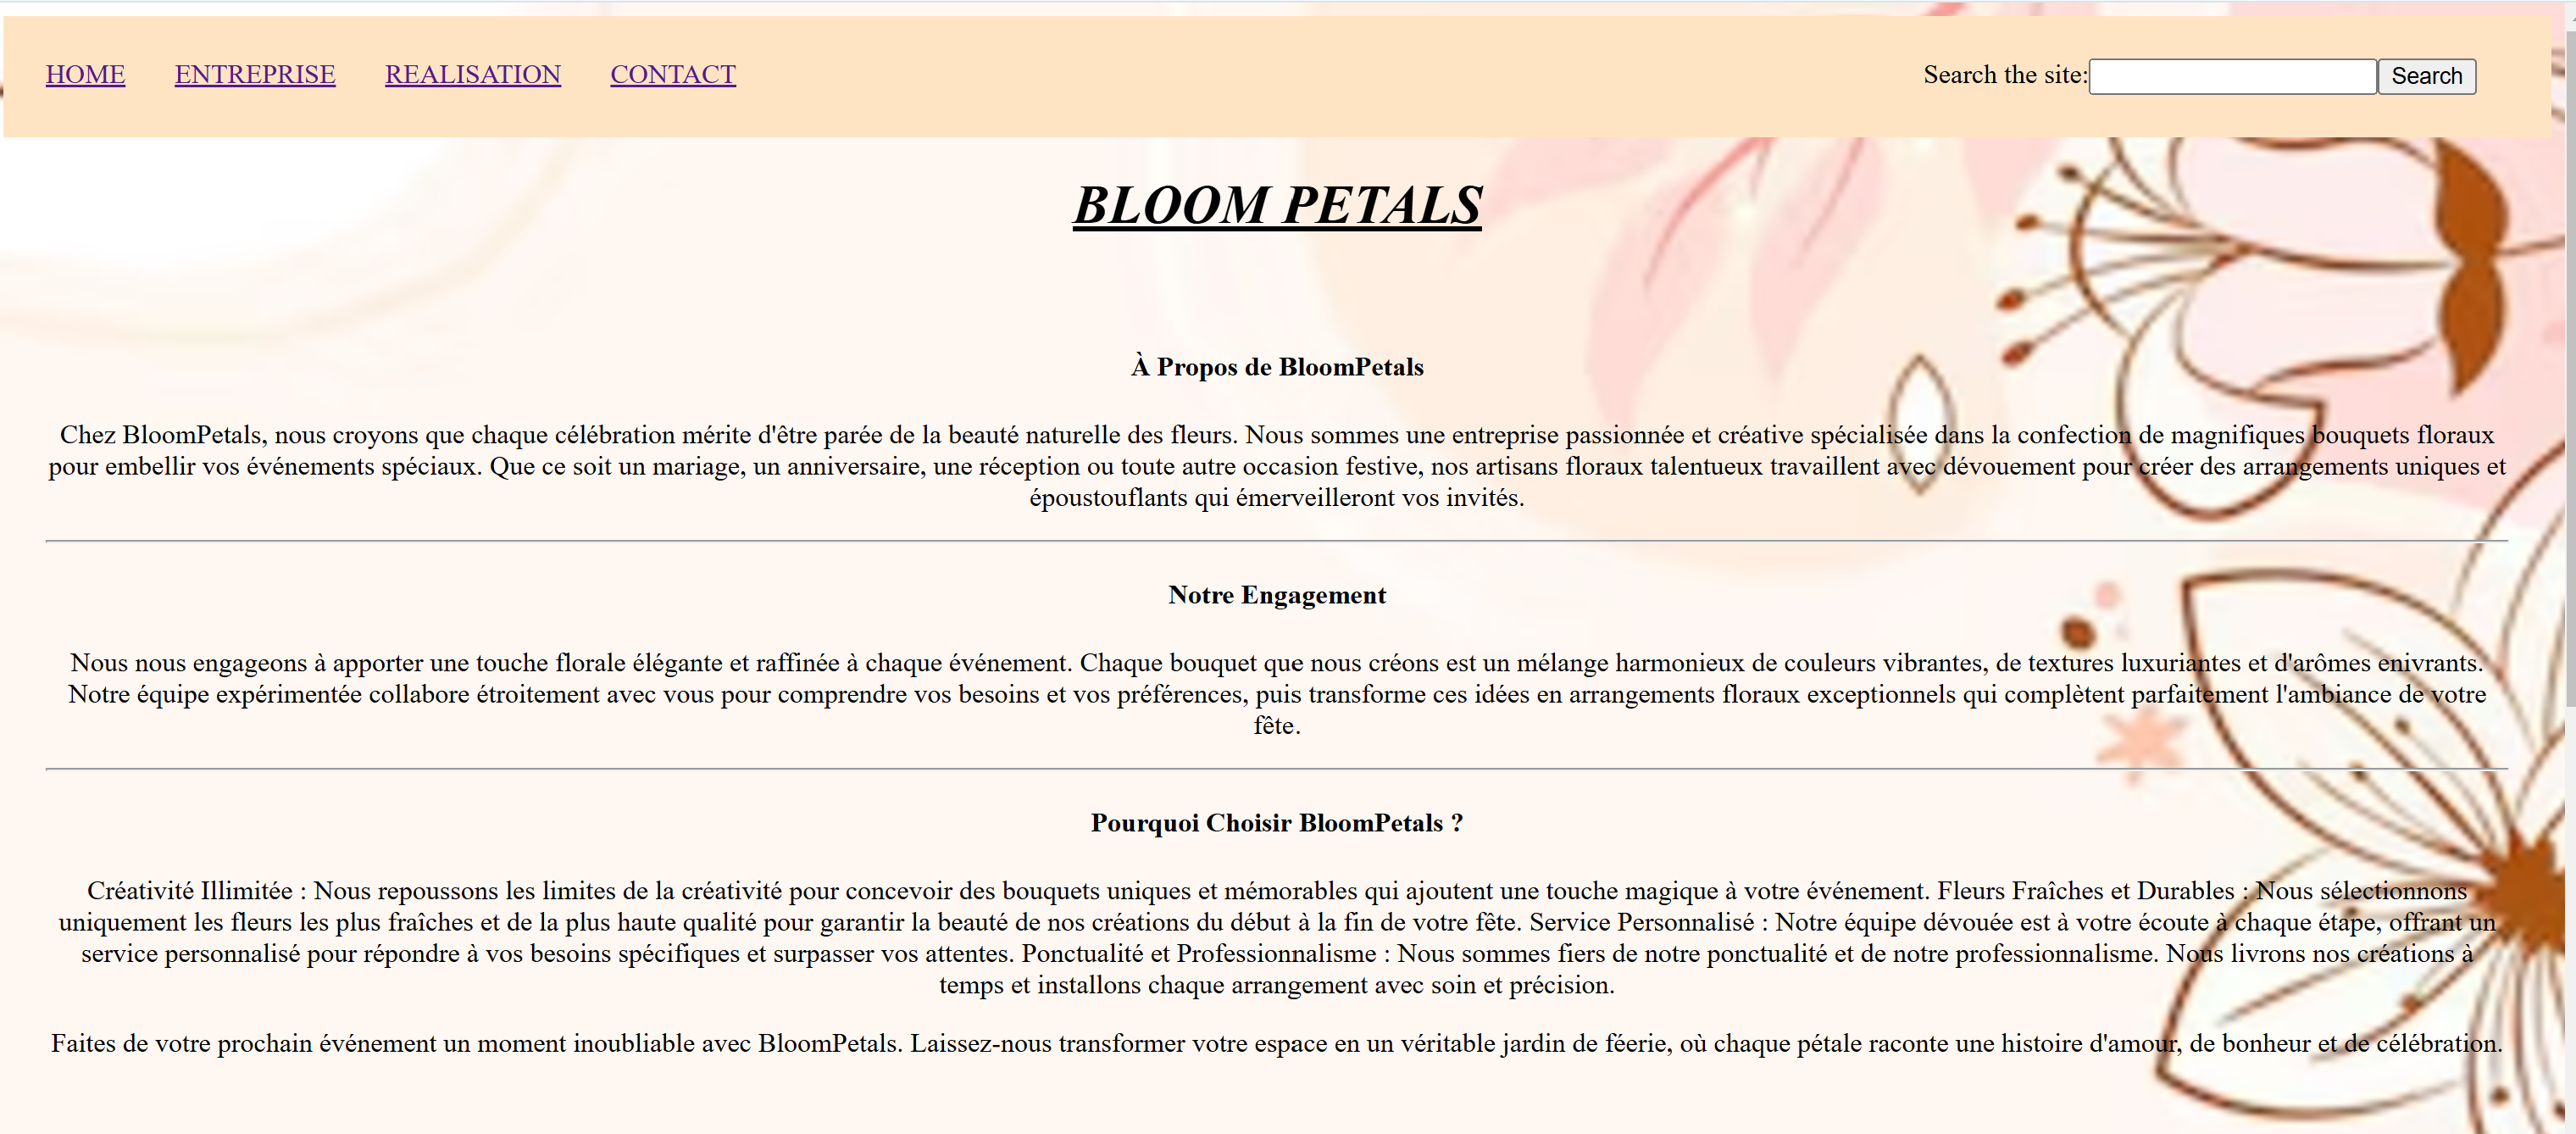 HOME ENTREPRISE REALISATION CONTACT Search the site: Search
BLOOM PETALS
À Propos de BloomPetals
Chez BloomPetals, nous croyons que chaque célébration mérite d'être parée de la beauté naturelle des fleurs. Nous sommes une entreprise passionnée et créative spécialisée dans la confection de magnifiques bouquets floraux
pour embellir vos événements spéciaux. Que ce soit un mariage, un anniversaire, une réception ou toute autre occasion festive, nos artisans floraux talentueux travaillent avec dévouement pour créer des arrangements uniques et
époustouflants qui émerveilleront vos invités.
Notre Engagement
Nous nous engageons à apporter une touche florale élégante et raffinée à chaque événement. Chaque bouquet que nous créons est un mélange harmonieux de couleurs vibrantes, de textures luxuriantes et d'arômes enivrants.
Notre équipe expérimentée collabore étroitement avec vous pour comprendre vos besoins et vos préférences, puis transforme ces idées en arrangements floraux exceptionnels qui complètent parfaitement l'ambiance de votre
fête.
Pourquoi Choisir BloomPetals ?
Créativité Illimitée : Nous repoussons les limites de la créativité pour concevoir des bouquets uniques et mémorables qui ajoutent une touche magique à votre événement. Fleurs Fraîches et Durables : Nous sélectionnons
uniquement les fleurs les plus fraîches et de la plus haute qualité pour garantir la beauté de nos créations du début à la fin de votre fête. Service Personnalisé : Notre équipe dévouée est à votre écoute à chaque étape, offrant un
service personnalisé pour répondre à vos besoins spécifiques et surpasser vos attentes. Ponctualité et Professionnalisme : Nous sommes fiers de notre ponctualité et de notre professionnalisme. Nous livrons nos créations à
temps et installons chaque arrangement avec soin et précision.
Faites de votre prochain événement un moment inoubliable avec BloomPetals. Laissez-nous transformer votre espace en un véritable jardin de féerie, où chaque pétale raconte une histoire d'amour, de bonheur et de célébration.